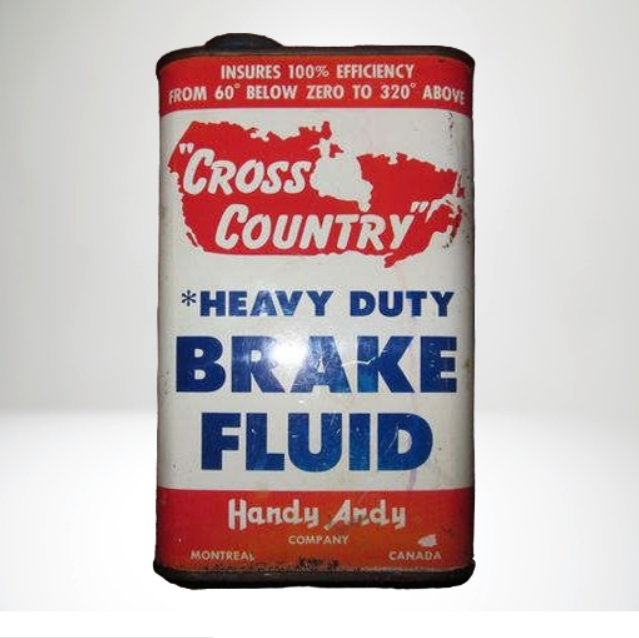 INSURES 100% EFFICIENCY
FROM 60° BELOW ZERO TO 320° ABOVE
"CROSS
COUNTRY"
*HEAVY DUTY
BRAKE
FLUID
Handy Andy
COMPANY
MONTREAL CANADA